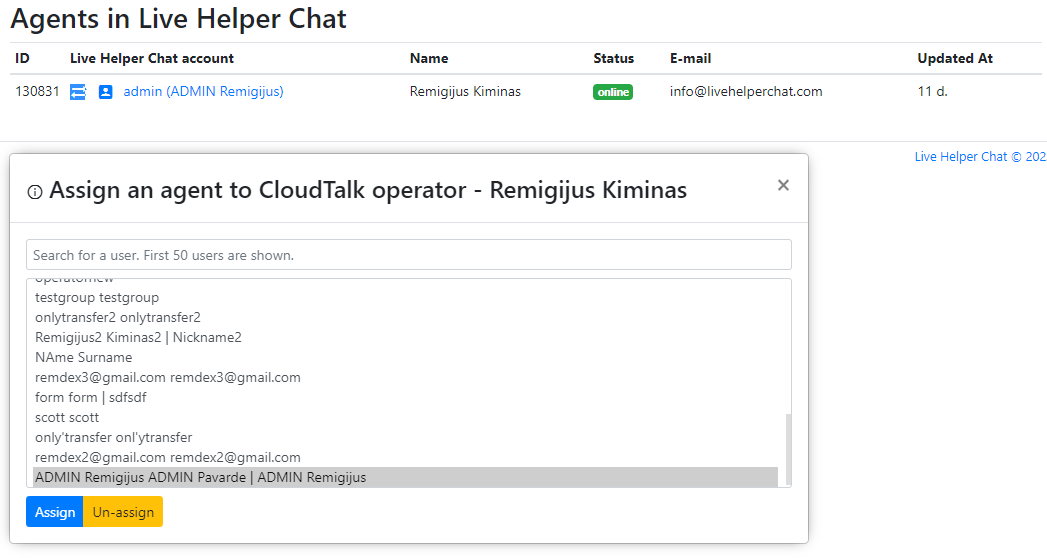 Agents in Live Helper Chat
ID Live Helper Chat account Name Status E-mail Updated At
130831 admin (ADMIN Remigijus) Remigijus Kiminas online info@livehelperchat.com 11 d.
Live Helper Chat © 202
Assign an agent to CloudTalk operator - Remigijus Kiminas ×
Search for a user. First 50 users are shown.
operatornew
testgroup testgroup
onlytransfer2 onlytransfer2
Remigijus2 Kiminas2 | Nickname2
NAme Surname
remdex3@gmail.com remdex3@gmail.com
form form | sdfsdf
scott scott
only'transfer onl'ytransfer
remdex2@gmail.com remdex2@gmail.com
ADMIN Remigijus ADMIN Pavarde | ADMIN Remigijus
Assign Un-assign